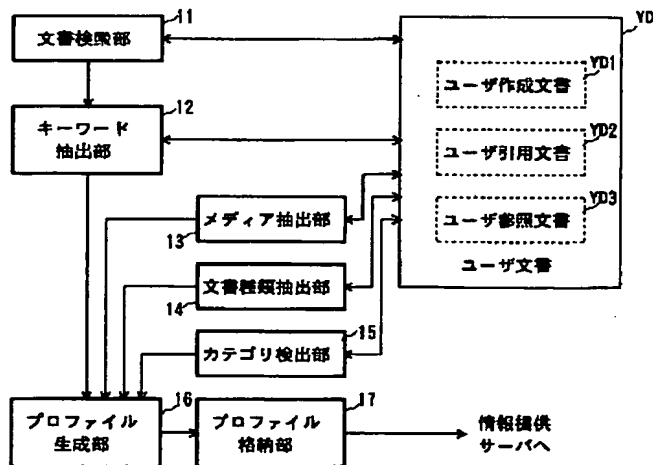 11
文書検索部
YD
YD1
ユーザ作成文書
12
キーワード
抽出部
YD2
ユーザ引用文書
YD3
ユーザ参照文書
メディア抽出部
13
ユーザ文書
文書種類抽出部
14
15
カテゴリ検出部
16
プロファイル
生成部
17
プロファイル
格納部
情報提供
サーバへ